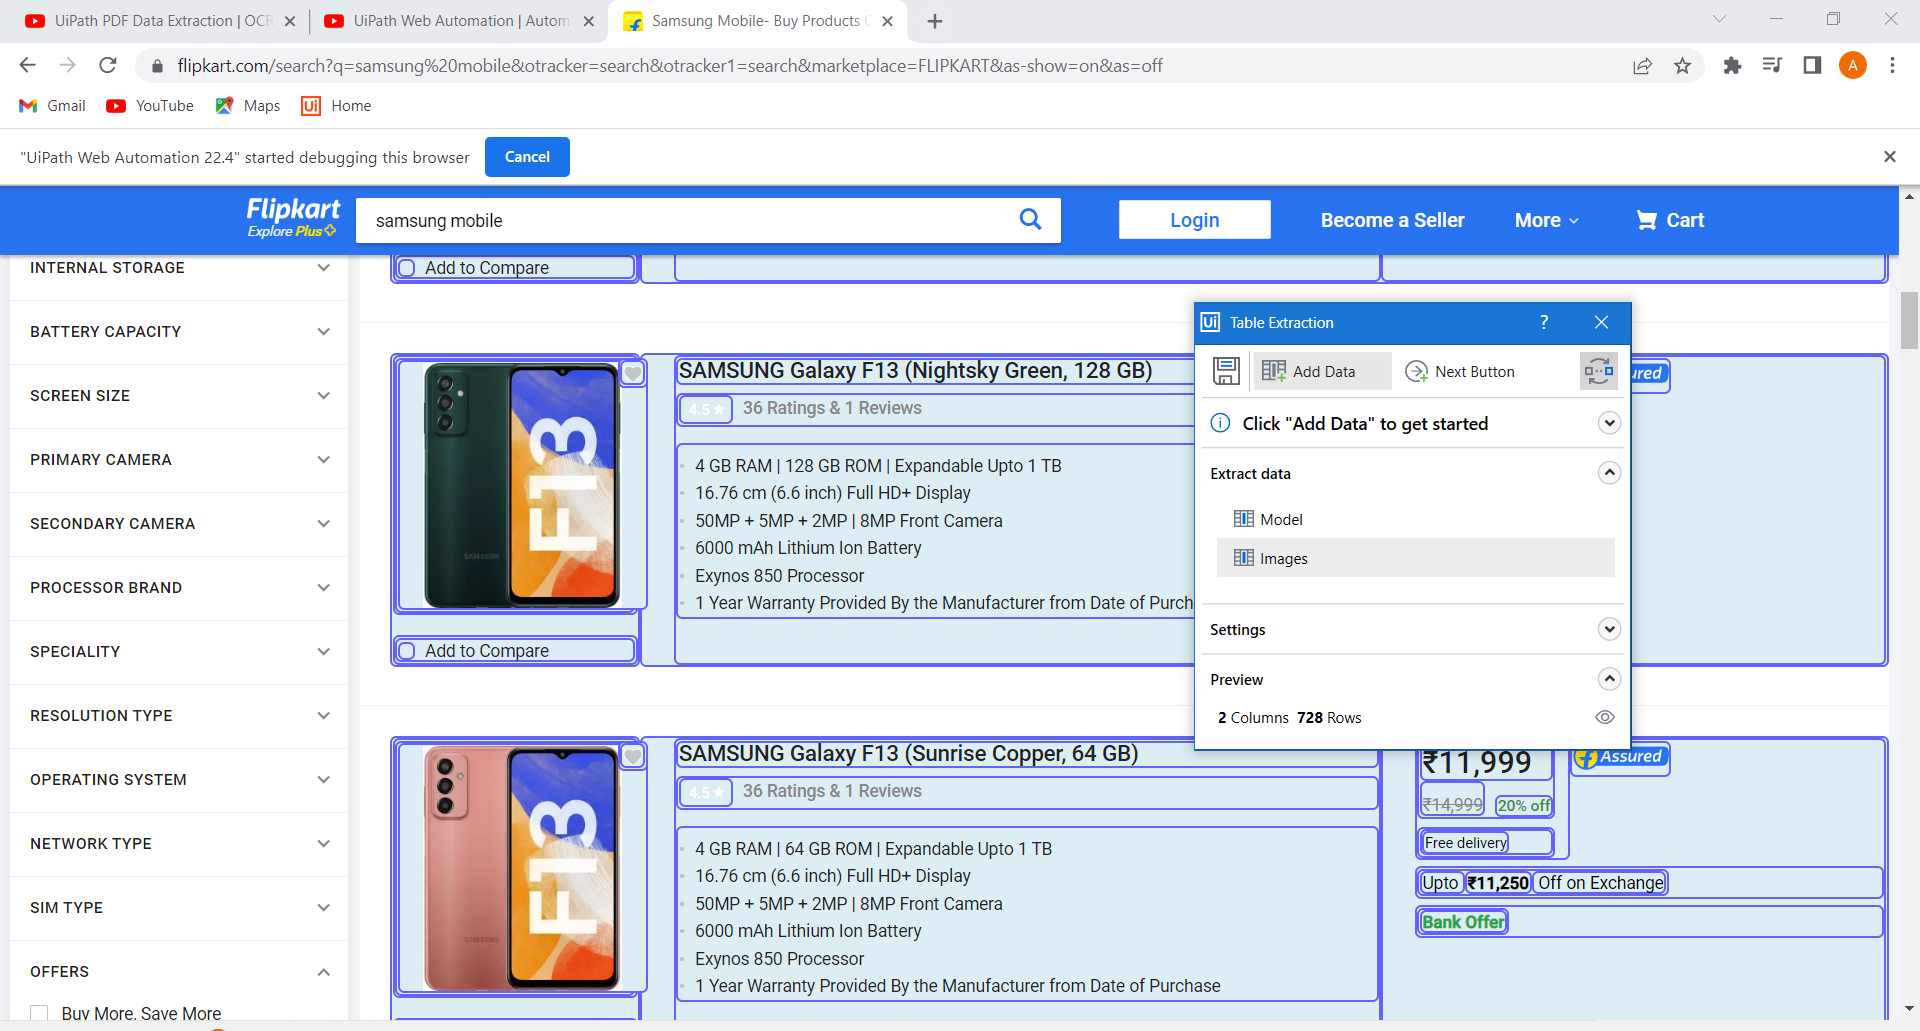 UiPath PDF Data Extraction | OCR
UiPath Web Automation | Autom
Samsung Mobile- Buy Products O
flipkart.com/search?q=samsung%20mobile&otracker=search&otracker1=search&marketplace=FLIPKART&as-show=on&as=off
A
Gmail
YouTube
Maps
Ui Home
"UiPath Web Automation 22.4" started debugging this browser
Cancel
Flipkart
Explore Plus
samsung mobile
Login
Become a Seller
More
Cart
INTERNAL STORAGE
BATTERY CAPACITY
SCREEN SIZE
PRIMARY CAMERA
SECONDARY CAMERA
PROCESSOR BRAND
SPECIALITY
RESOLUTION TYPE
OPERATING SYSTEM
NETWORK TYPE
SIM TYPE
OFFERS
Buy More, Save More
Add to Compare
F13
SAMSUNG
SAMSUNG Galaxy F13 (Nightsky Green, 128 GB)
4.5★ 36 Ratings & 1 Reviews
4 GB RAM | 128 GB ROM | Expandable Upto 1 TB
16.76 cm (6.6 inch) Full HD+ Display
50MP + 5MP + 2MP | 8MP Front Camera
6000 mAh Lithium Ion Battery
Exynos 850 Processor
1 Year Warranty Provided By the Manufacturer from Date of Purch
Add to Compare
ured
F13
SAMSUNG
SAMSUNG Galaxy F13 (Sunrise Copper, 64 GB)
4.5★ 36 Ratings & 1 Reviews
4 GB RAM | 64 GB ROM | Expandable Upto 1 TB
16.76 cm (6.6 inch) Full HD+ Display
50MP + 5MP + 2MP | 8MP Front Camera
6000 mAh Lithium Ion Battery
Exynos 850 Processor
1 Year Warranty Provided By the Manufacturer from Date of Purchase
₹11,999
Assured
₹14,999 20% off
Free delivery
Upto ₹11,250 Off on Exchange
Bank Offer
Ui Table Extraction ?
Add Data
Next Button
Click "Add Data" to get started
Extract data
Model
Images
Settings
Preview
2 Columns 728 Rows